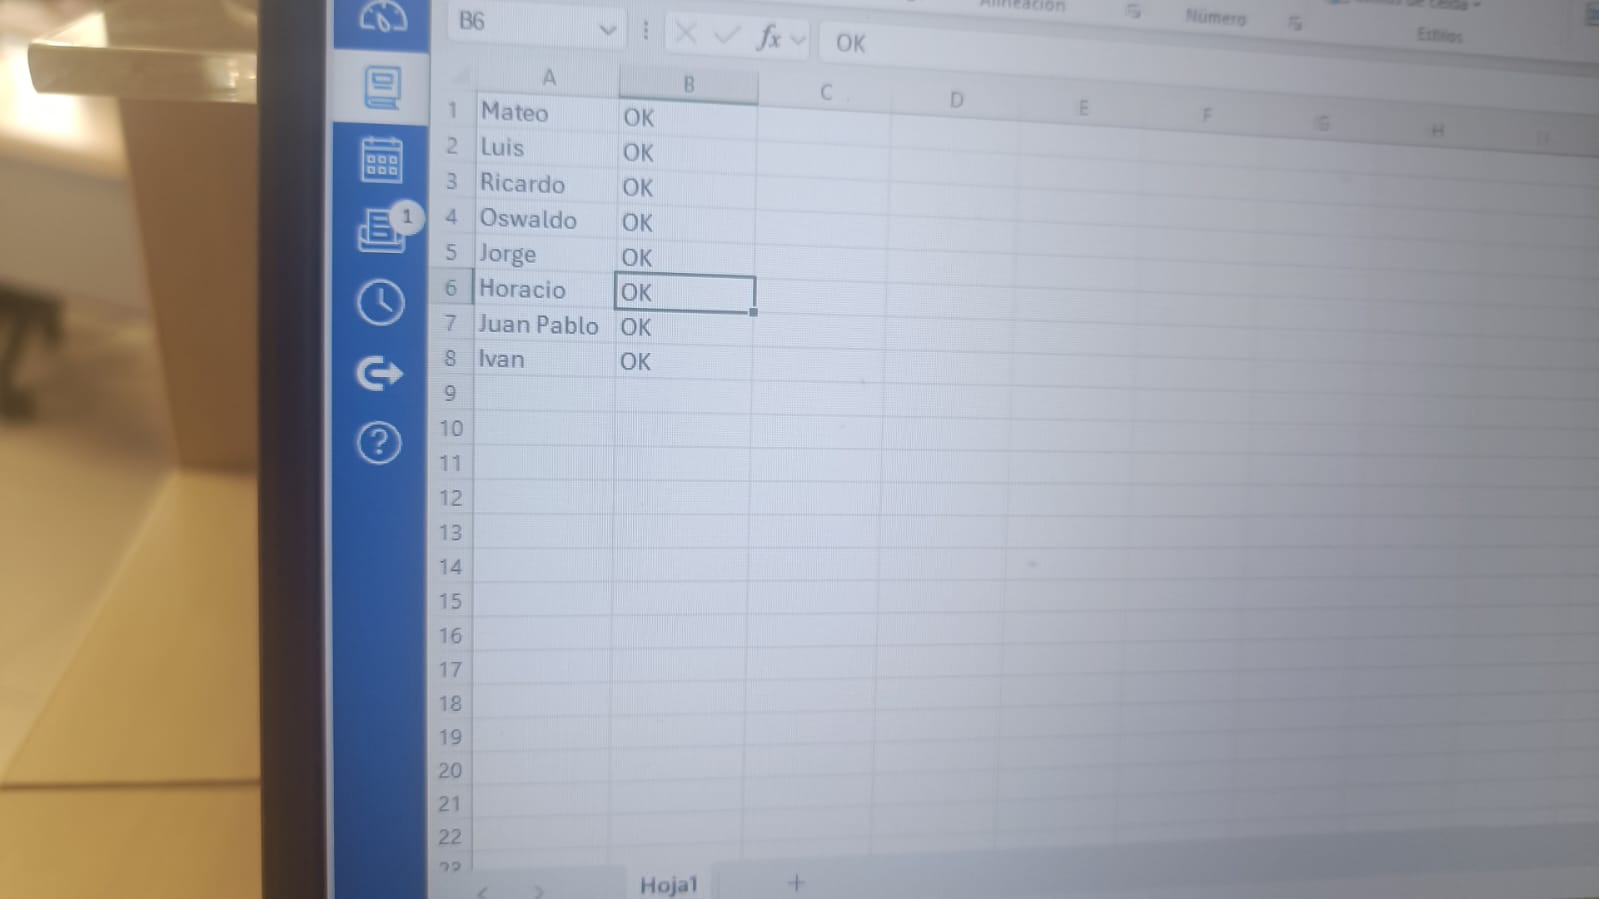 Alineación Número Estilos
B6 fx OK
A B C D E F G H
1 Mateo OK
2 Luis OK
3 Ricardo OK
1 4 Oswaldo OK
5 Jorge OK
6 Horacio OK
7 Juan Pablo OK
8 Ivan OK
9
10
11
12
13
14
15
16
17
18
19
20
21
22
Hoja1